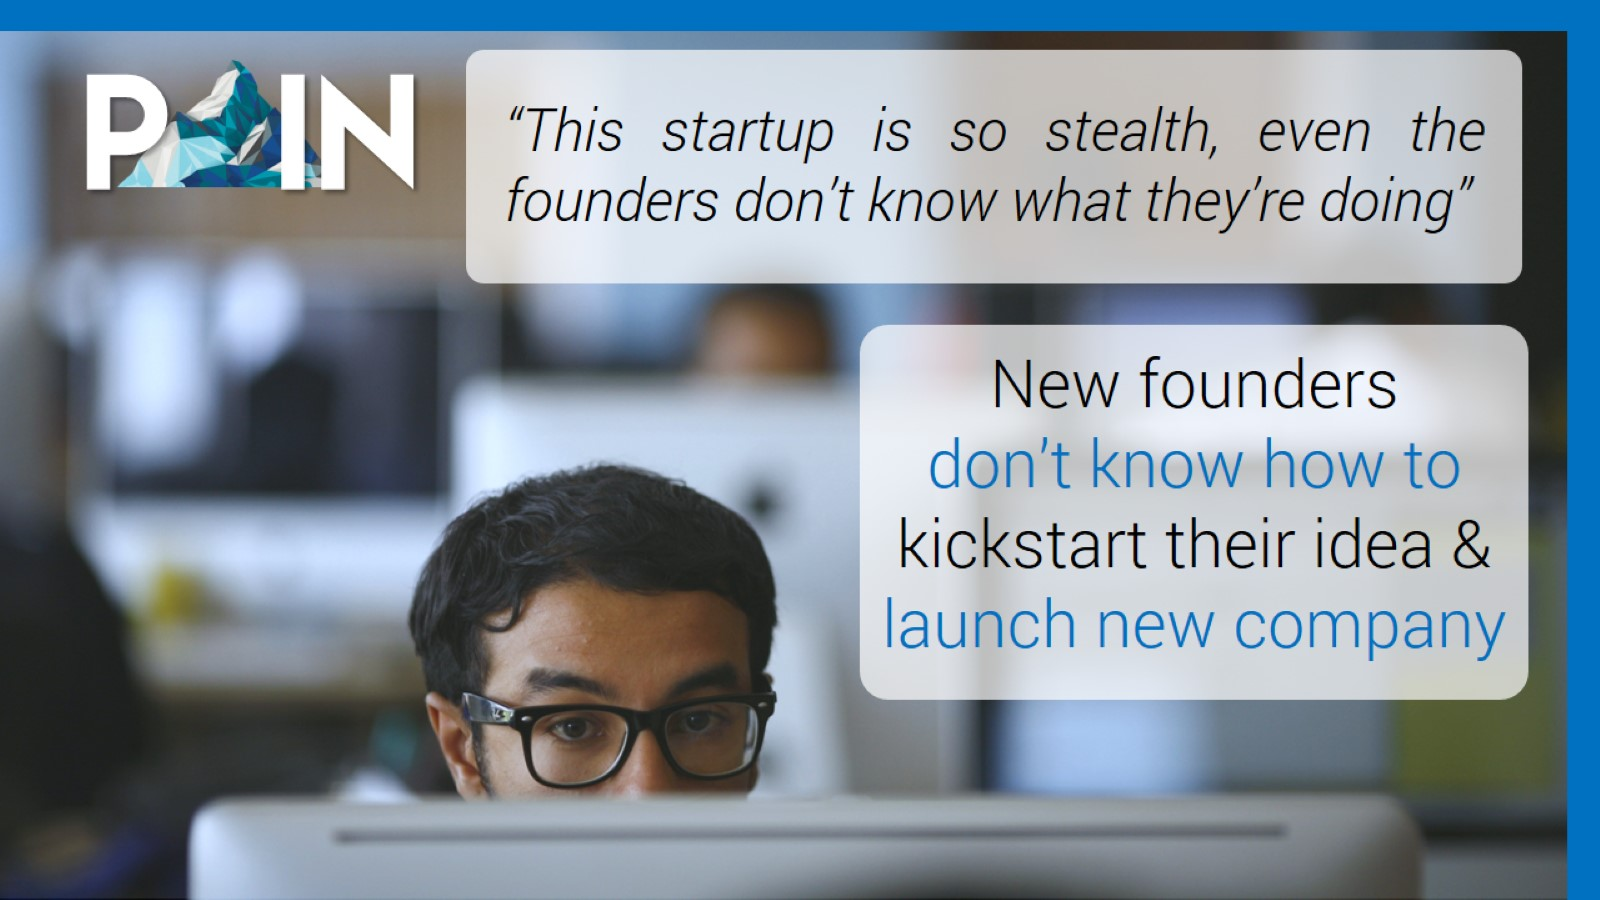 PAIN
“This startup is so stealth, even the
founders don’t know what they’re doing”
New founders
don’t know how to
kickstart their idea &
launch new company